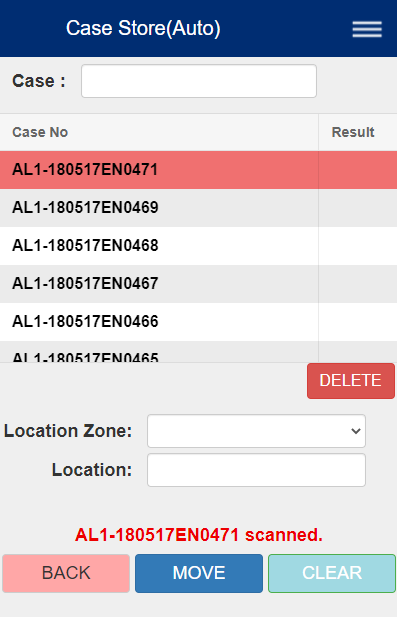 Case Store(Auto)
Case :
Case No Result
AL1-180517EN0471
AL1-180517EN0469
AL1-180517EN0468
AL1-180517EN0467
AL1-180517EN0466
AL1-180517EN0465
DELETE
Location Zone:
Location:
AL1-180517EN0471 scanned.
BACK MOVE CLEAR